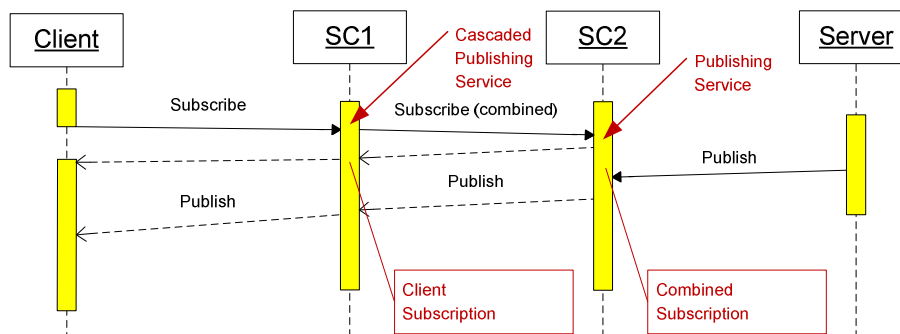 Client
SC1
SC2
Server
Cascaded
Publishing
Service
Publishing
Service
Subscribe
Subscribe (combined)
Publish
Publish
Publish
Client
Subscription
Combined
Subscription